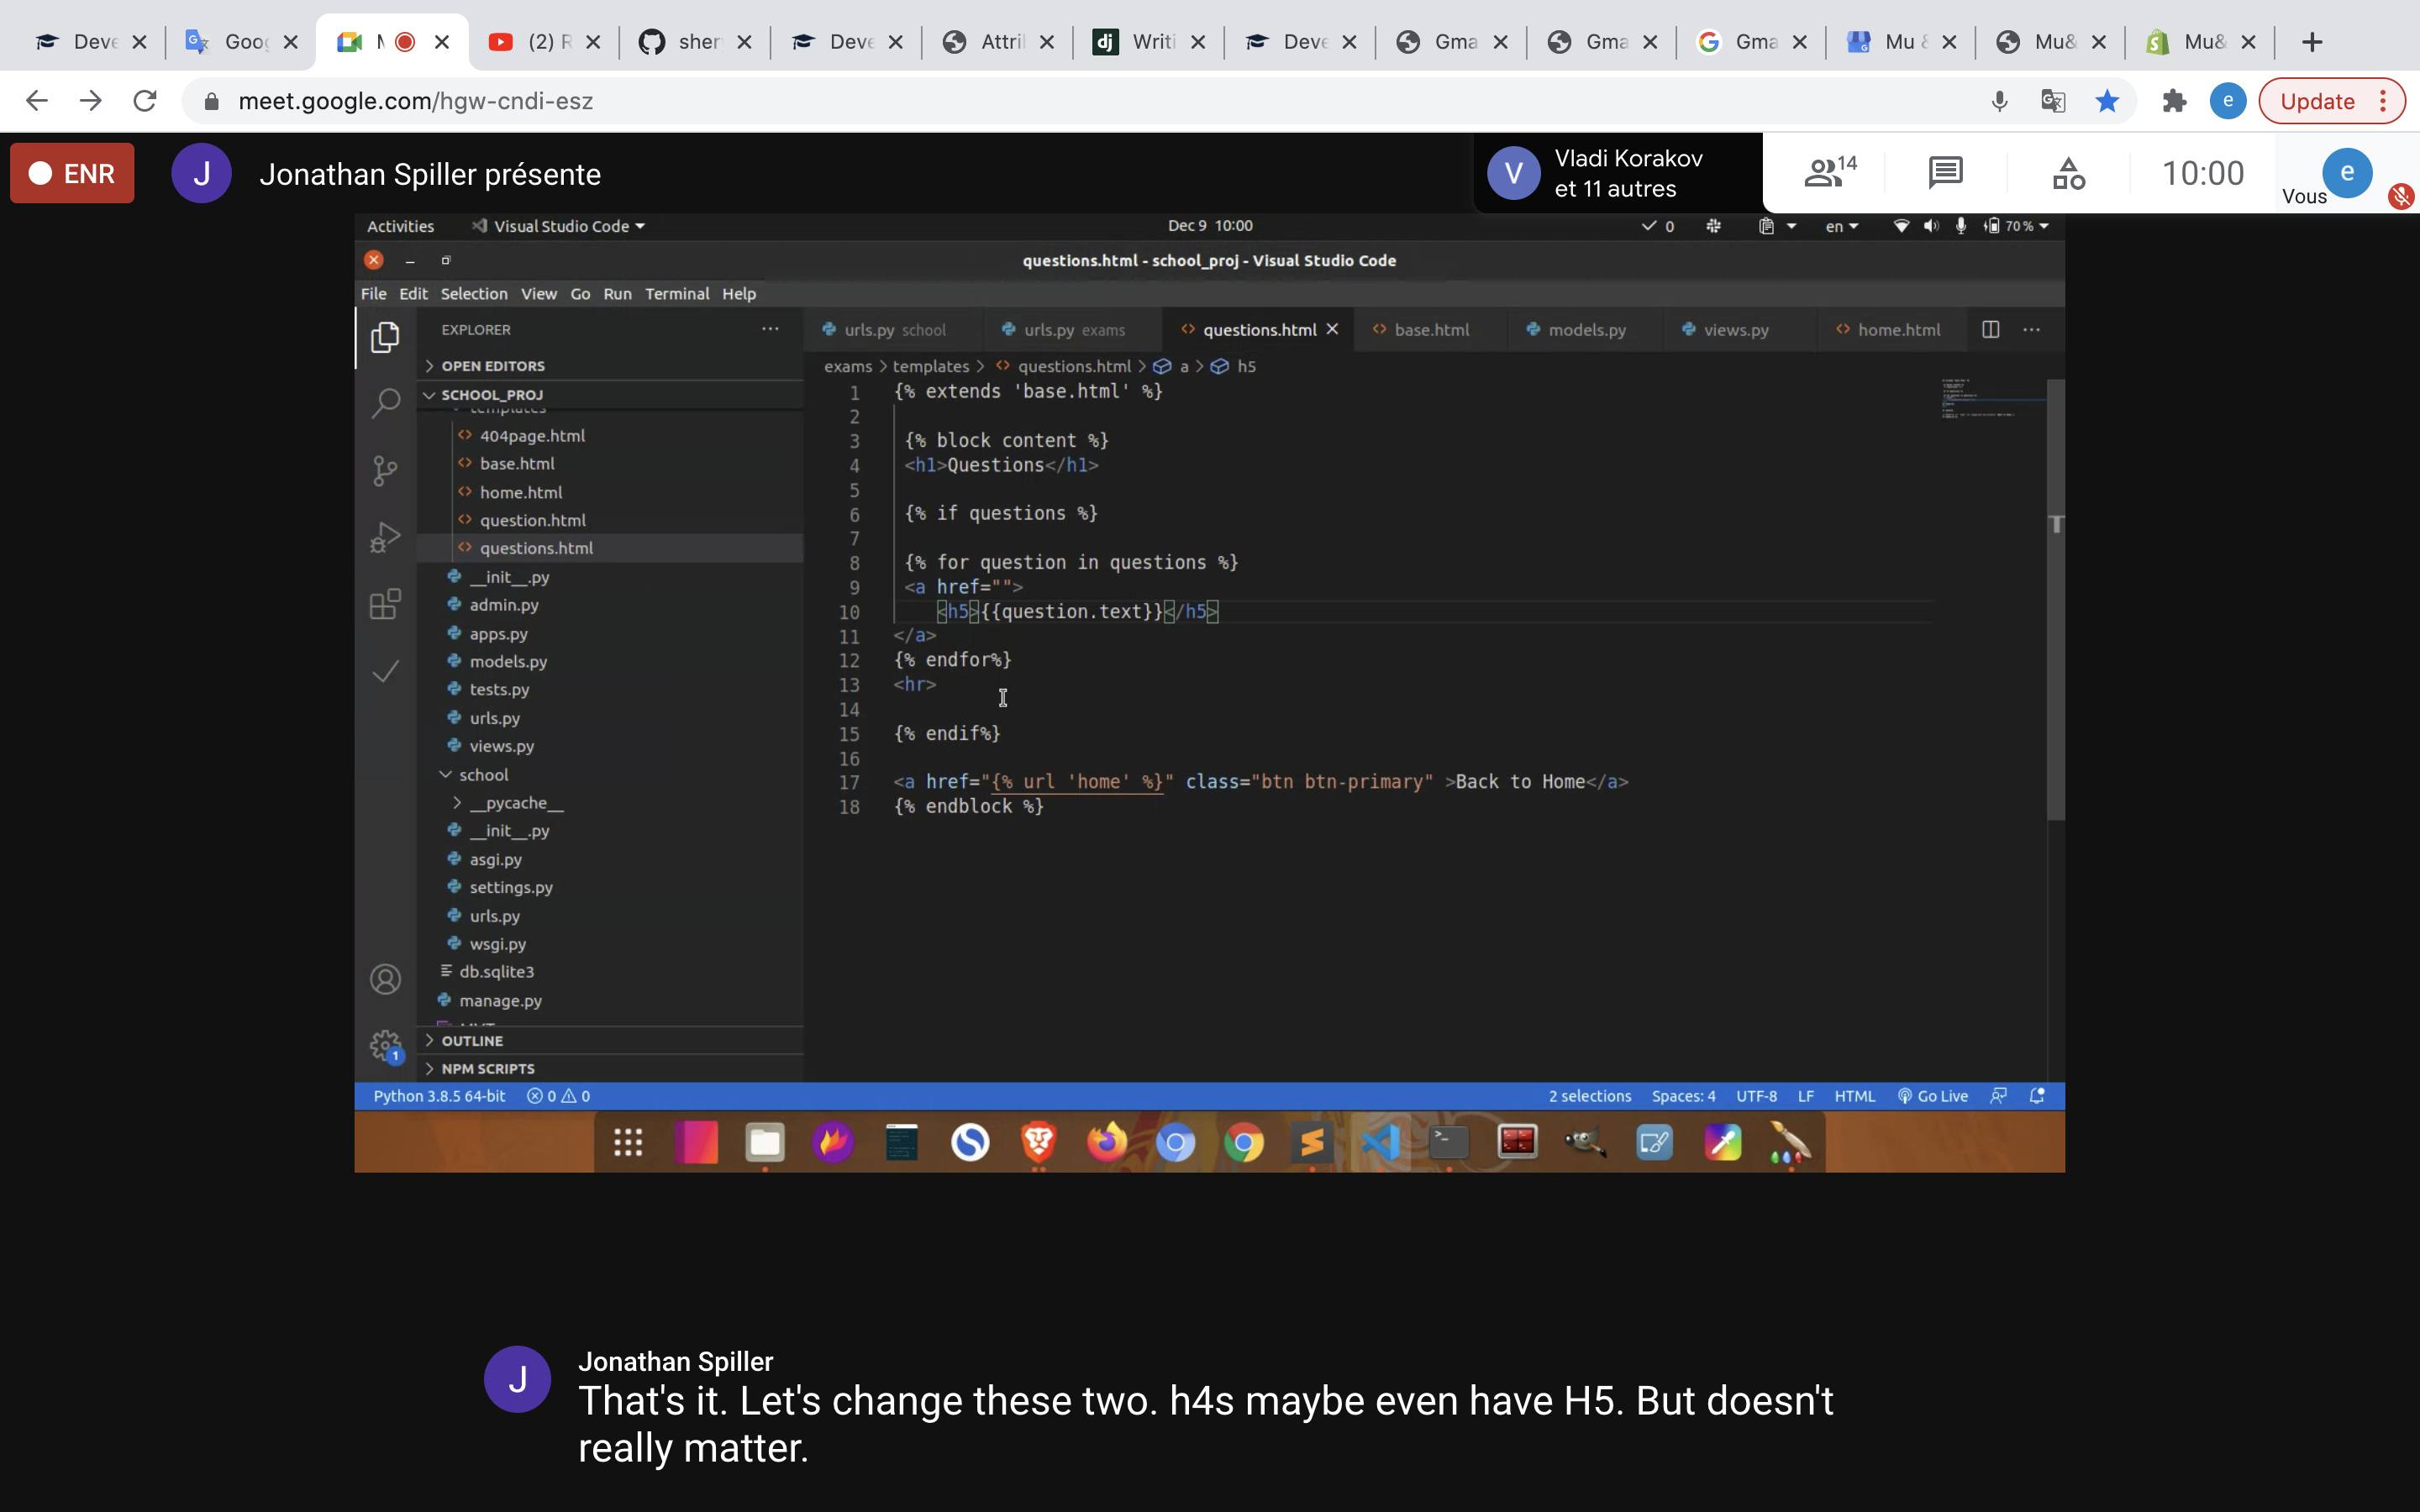 Deve
Goog
M
(2) R
sher
Deve
Attril
dj Writi
Deve
Gma
Gma
Gma
Mu &
Mu&
Mu&
meet.google.com/hgw-cndi-esz
e
Update
ENR
J
Jonathan Spiller présente
V
Vladi Korakov
et 11 autres
14
10:00
Vous
e
Activities
Visual Studio Code
Dec 9 10:00
0
en
70 %
questions.html - school_proj - Visual Studio Code
File Edit Selection View Go Run Terminal Help
EXPLORER
OPEN EDITORS
SCHOOL_PROJ
templates
404page.html
base.html
home.html
question.html
questions.html
__init__.py
admin.py
apps.py
models.py
tests.py
urls.py
views.py
school
__pycache__
__init__.py
asgi.py
settings.py
urls.py
wsgi.py
db.sqlite3
manage.py
OUTLINE
NPM SCRIPTS
1
urls.py school
urls.py exams
questions.html
base.html
models.py
views.py
home.html
exams > templates > questions.html > a > h5
1 {% extends 'base.html' %}
2
3 {% block content %}
4 <h1>Questions</h1>
5
6 {% if questions %}
7
8 {% for question in questions %}
9 <a href="">
10 <h5>{{question.text}}</h5>
11 </a>
12 {% endfor%}
13 <hr>
14
15 {% endif%}
16
17 <a href="{% url 'home' %}" class="btn btn-primary" >Back to Home</a>
18 {% endblock %}
Python 3.8.5 64-bit
0 0
2 selections
Spaces: 4
UTF-8
LF
HTML
Go Live
J
Jonathan Spiller
That's it. Let's change these two. h4s maybe even have H5. But doesn't
really matter.